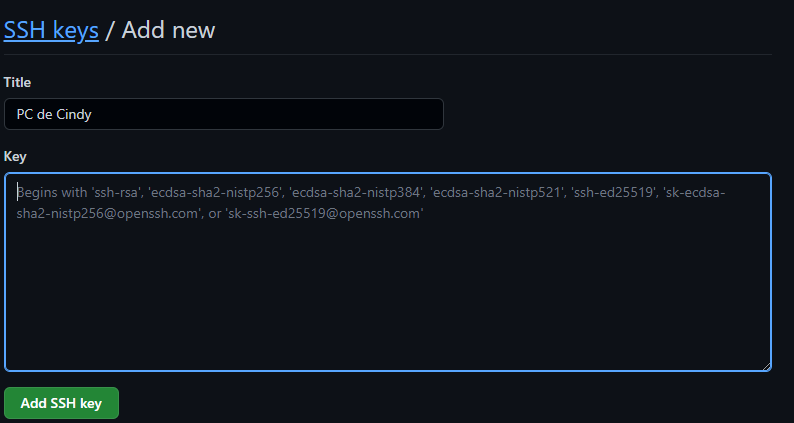 SSH keys / Add new
Title
PC de Cindy
Key
Begins with 'ssh-rsa', 'ecdsa-sha2-nistp256', 'ecdsa-sha2-nistp384', 'ecdsa-sha2-nistp521', 'ssh-ed25519', 'sk-ecdsa-
sha2-nistp256@openssh.com', or 'sk-ssh-ed25519@openssh.com'
Add SSH key